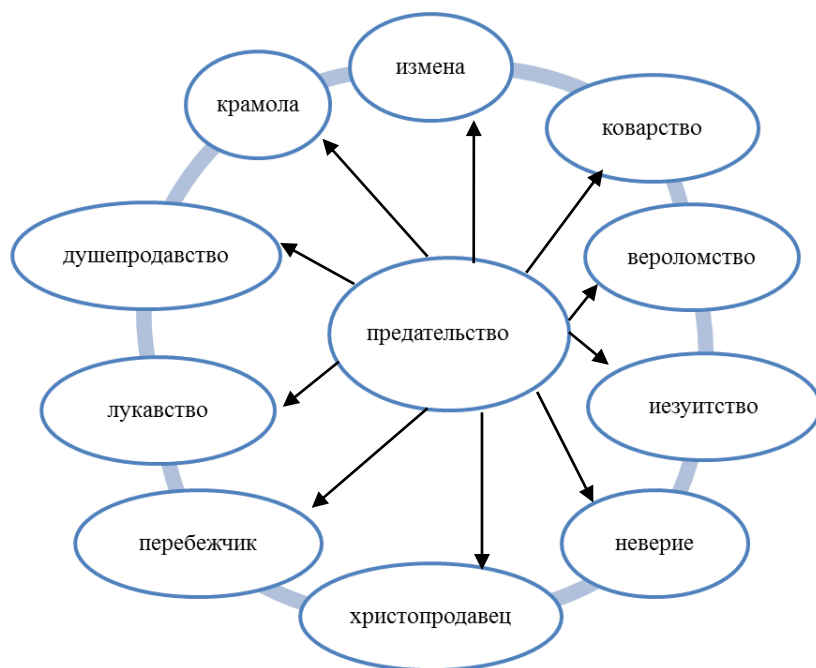 измена
крамола
коварство
душепродавство
вероломство
предательство
лукавство
иезуитство
перебежчик
неверие
христопродавец